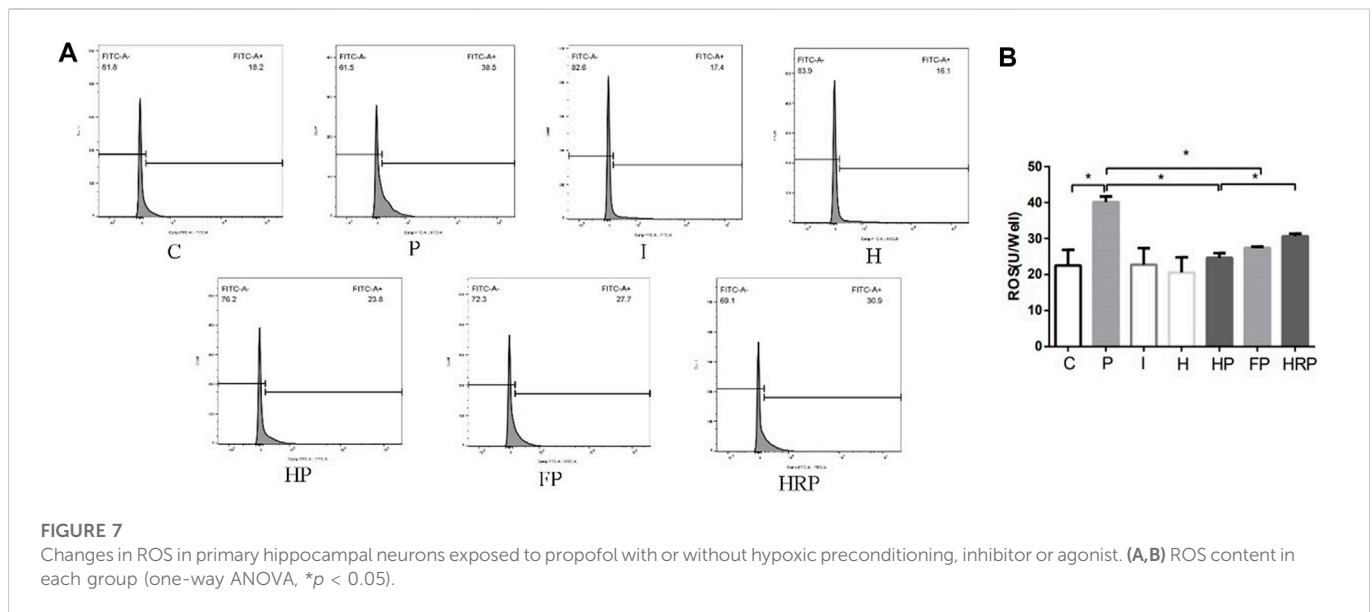 A
FITC-A- FITC-A+
81.8 18.2
C
FITC-A- FITC-A+
61.5 38.5
P
FITC-A- FITC-A+
82.6 17.4
I
FITC-A- FITC-A+
83.9 16.1
H
FITC-A- FITC-A+
76.2 23.8
HP
FITC-A- FITC-A+
72.3 27.7
FP
FITC-A- FITC-A+
69.1 30.9
HRP
B
ROS(U/Well)
50
40
30
20
10
0
*
* * *
C P I H HP FP HRP
FIGURE 7
Changes in ROS in primary hippocampal neurons exposed to propofol with or without hypoxic preconditioning, inhibitor or agonist. (A,B) ROS content in
each group (one-way ANOVA, *p < 0.05).